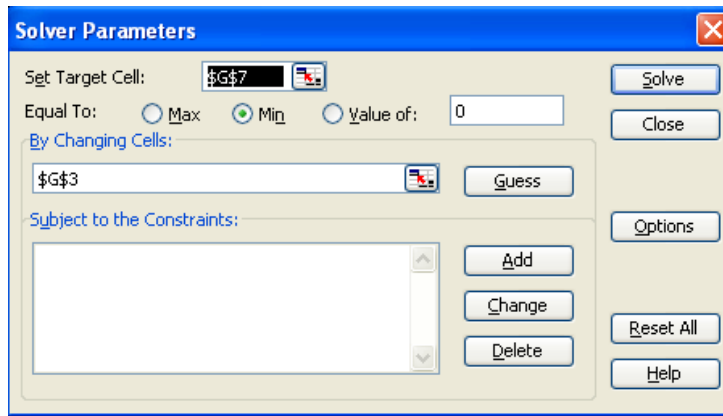 Solver Parameters
Set Target Cell: $G$7 Solve
Equal To: Max Min Value of: 0 Close
By Changing Cells:
$G$3 Guess
Subject to the Constraints: Options
Add
Change
Reset All
Delete
Help